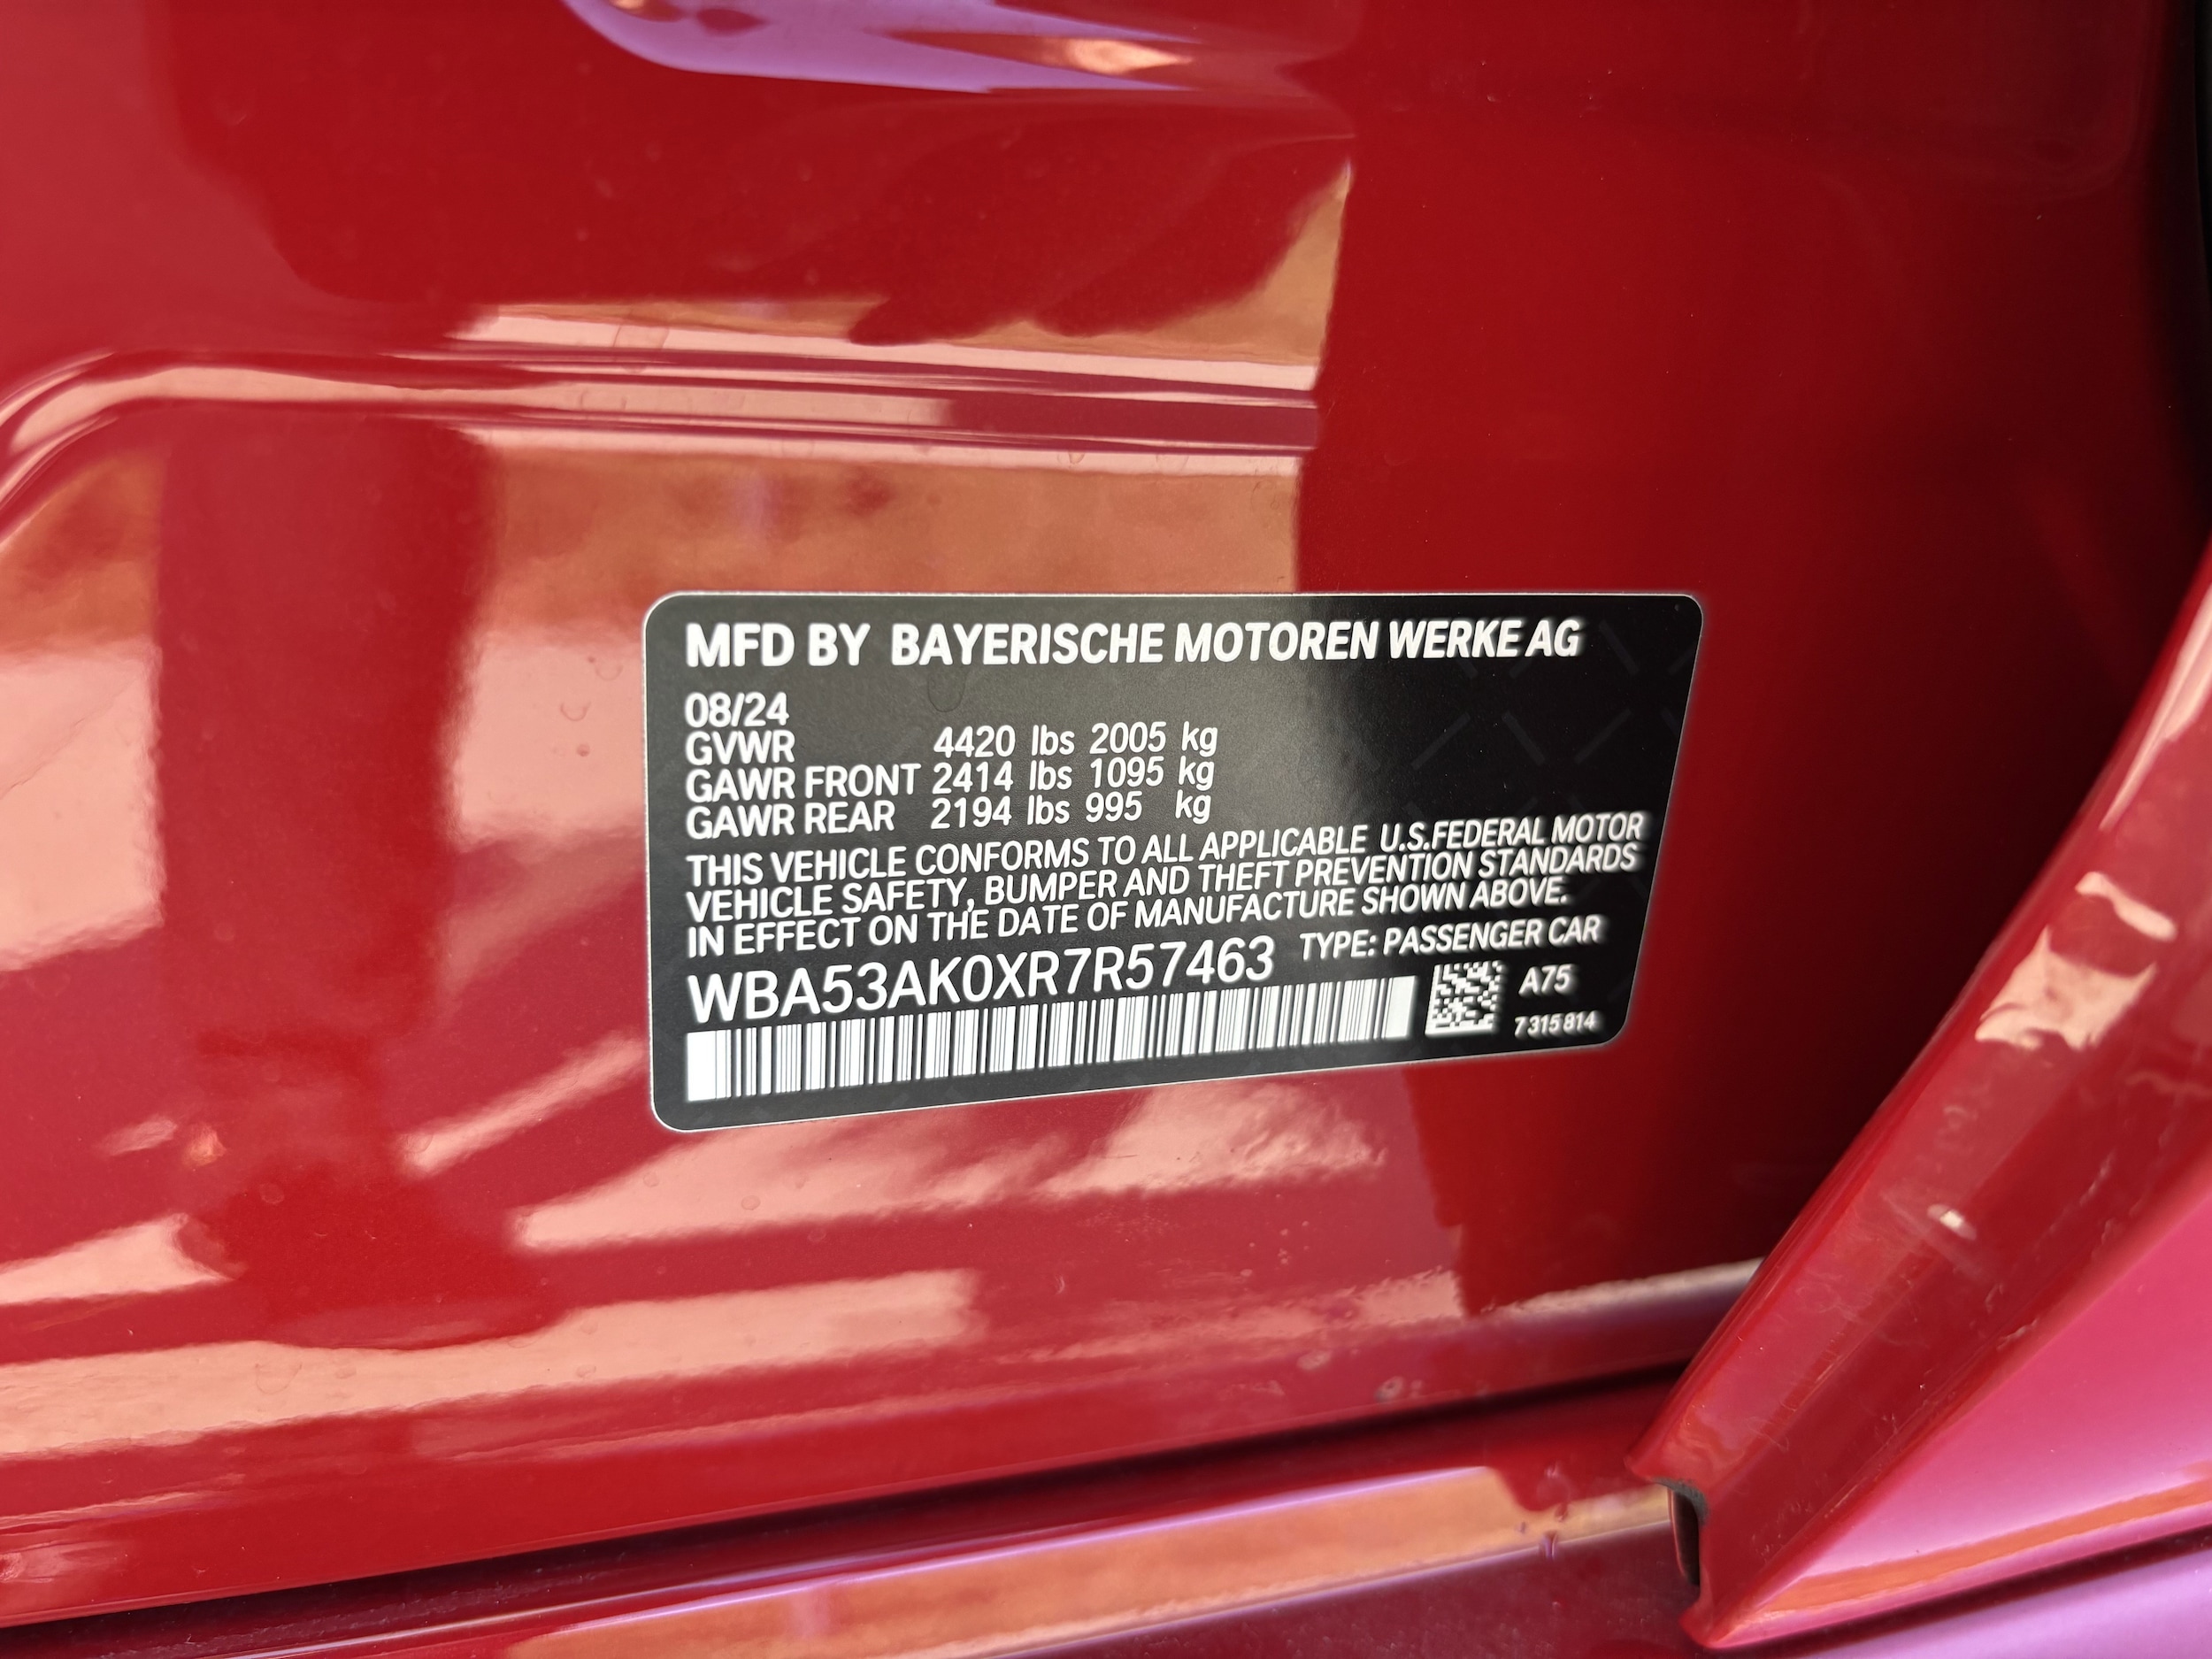 MFD BY BAYERISCHE MOTOREN WERKE AG
08/24
GVWR 4420 lbs 2005 kg
GAWR FRONT 2414 lbs 1095 kg
GAWR REAR 2194 lbs 995 kg
THIS VEHICLE CONFORMS TO ALL APPLICABLE U.S.FEDERAL MOTOR
VEHICLE SAFETY, BUMPER AND THEFT PREVENTION STANDARDS
IN EFFECT ON THE DATE OF MANUFACTURE SHOWN ABOVE.
WBA53AK0XR7R57463 TYPE: PASSENGER CAR
A75
7 315 814